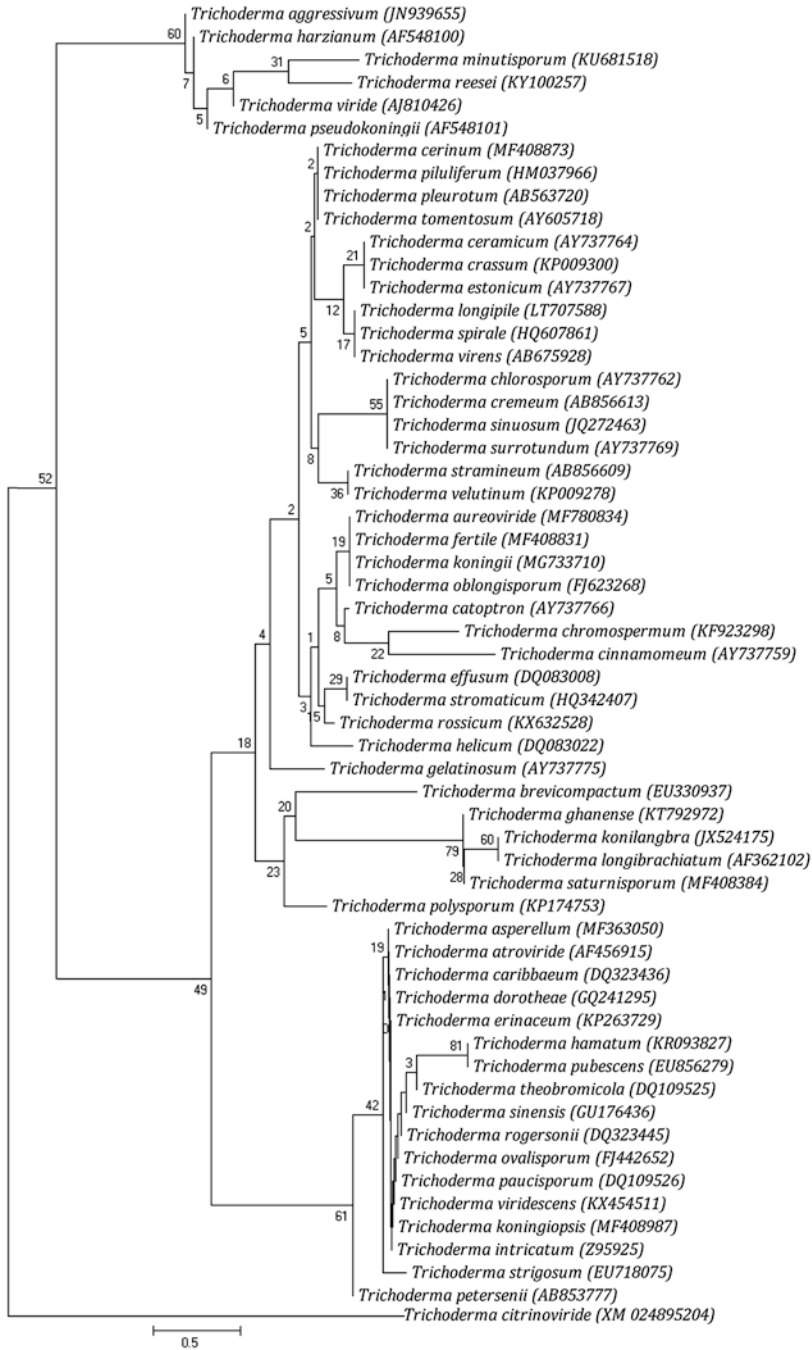 Trichoderma aggressivum (JN939655)
60
Trichoderma harzianum (AF548100)
31
Trichoderma minutisporum (KU681518)
7
6
Trichoderma reesei (KY100257)
Trichoderma viride (AJ810426)
5
Trichoderma pseudokoningii (AF548101)
Trichoderma cerinum (MF408873)
2
Trichoderma piluliferum (HM037966)
Trichoderma pleurotum (AB563720)
Trichoderma tomentosum (AY605718)
2
Trichoderma ceramicum (AY737764)
21
Trichoderma crassum (KP009300)
Trichoderma estonicum (AY737767)
12
Trichoderma longipile (LT707588)
5
Trichoderma spirale (HQ607861)
17
Trichoderma virens (AB675928)
Trichoderma chlorosporum (AY737762)
55
Trichoderma cremeum (AB856613)
Trichoderma sinuosum (JQ272463)
Trichoderma surrotundum (AY737769)
8
Trichoderma stramineum (AB856609)
52
36
Trichoderma velutinum (KP009278)
2
Trichoderma aureoviride (MF780834)
19
Trichoderma fertile (MF408831)
Trichoderma koningii (MG733710)
5
Trichoderma oblongisporum (FJ623268)
Trichoderma catoptron (AY737766)
4
1
8
Trichoderma chromospermum (KF923298)
22
Trichoderma cinnamomeum (AY737759)
29
Trichoderma effusum (DQ083008)
Trichoderma stromaticum (HQ342407)
3
15
Trichoderma rossicum (KX632528)
18
Trichoderma helicum (DQ083022)
Trichoderma gelatinosum (AY737775)
Trichoderma brevicompactum (EU330937)
20
Trichoderma ghanense (KT792972)
60
Trichoderma konilangbra (JX524175)
79
Trichoderma longibrachiatum (AF362102)
23
28
Trichoderma saturnisporum (MF408384)
Trichoderma polysporum (KP174753)
Trichoderma asperellum (MF363050)
19
Trichoderma atroviride (AF456915)
Trichoderma caribbaeum (DQ323436)
49
Trichoderma dorotheae (GQ241295)
Trichoderma erinaceum (KP263729)
0
81
Trichoderma hamatum (KR093827)
3
Trichoderma pubescens (EU856279)
Trichoderma theobromicola (DQ109525)
42
Trichoderma sinensis (GU176436)
Trichoderma rogersonii (DQ323445)
Trichoderma ovalisporum (FJ442652)
Trichoderma paucisporum (DQ109526)
Trichoderma viridescens (KX454511)
61
Trichoderma koningiopsis (MF408987)
Trichoderma intricatum (Z95925)
Trichoderma strigosum (EU718075)
Trichoderma petersenii (AB853777)
Trichoderma citrinoviride (XM 024895204)
0.5